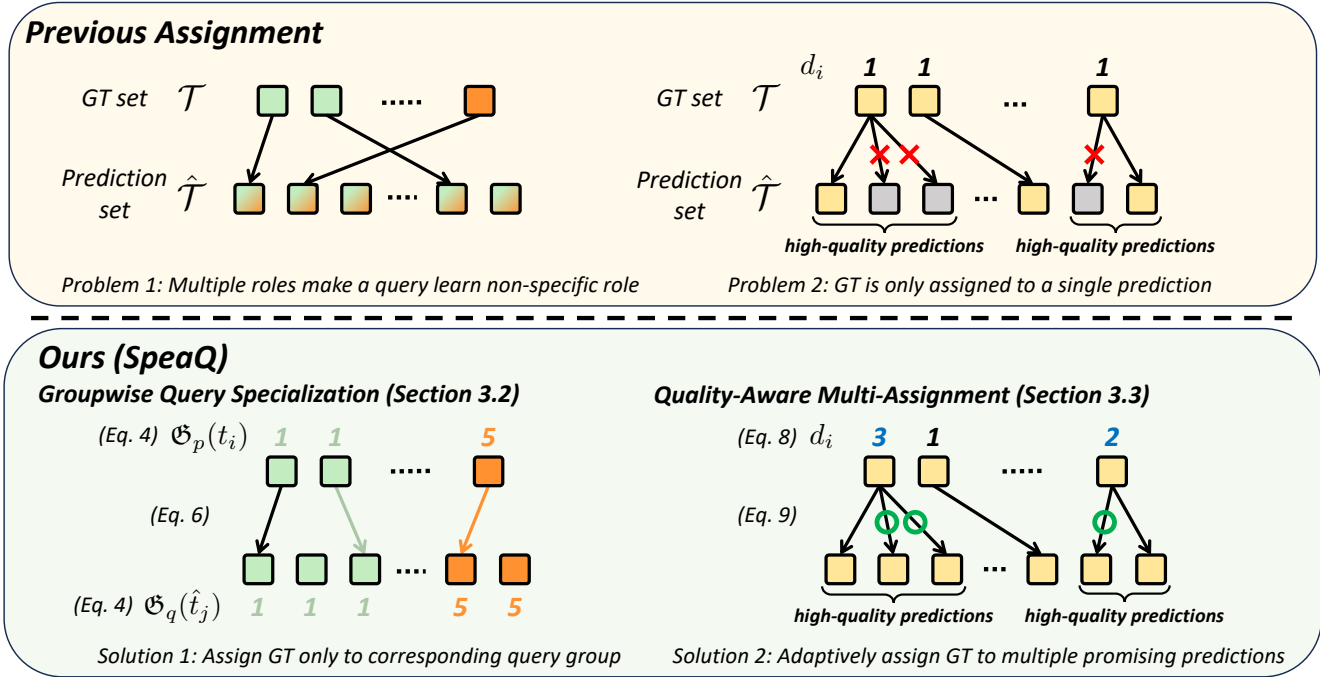 Previous Assignment
GT set 𝒯
Prediction
set 𝒯̂
Problem 1: Multiple roles make a query learn non-specific role
d_i 1 1 1
GT set 𝒯
...
Prediction
set 𝒯̂
...
high-quality predictions high-quality predictions
Problem 2: GT is only assigned to a single prediction
Ours (SpeaQ)
Groupwise Query Specialization (Section 3.2)
(Eq. 4) 𝔊_p(t_i) 1 1 5
(Eq. 6)
(Eq. 4) 𝔊_q(t̂_j) 1 1 1 5 5
Solution 1: Assign GT only to corresponding query group
Quality-Aware Multi-Assignment (Section 3.3)
(Eq. 8) d_i 3 1 2
(Eq. 9)
...
high-quality predictions high-quality predictions
Solution 2: Adaptively assign GT to multiple promising predictions